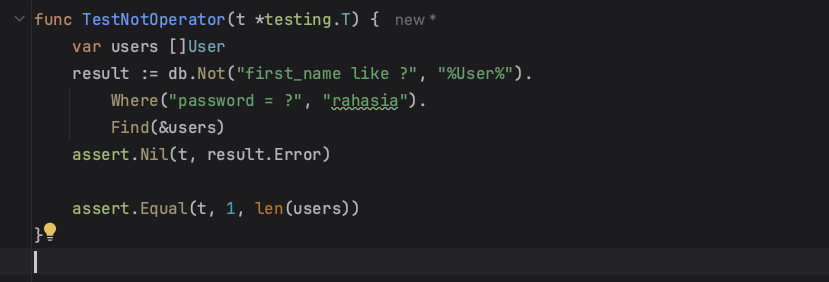 func TestNotOperator(t *testing.T) { new *
    var users []User
    result := db.Not("first_name like ?", "%User%").
        Where("password = ?", "rahasia").
        Find(&users)
    assert.Nil(t, result.Error)

    assert.Equal(t, 1, len(users))
}